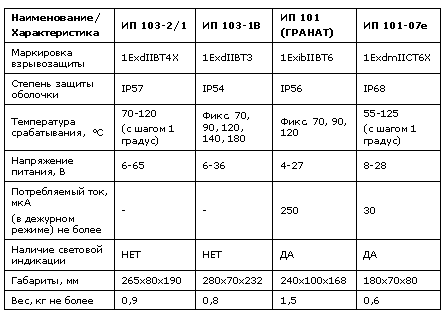 Наименование/ Характеристика | ИП 103-2/1 | ИП 103-1В | ИП 101 (ГРАНАТ) | ИП 101-07е
Маркировка взрывозащиты | 1ExdIIBT4X | 1ExdIIBT3 | 1ExibIIBT6 | 1ExdmIICT6X
Степень защиты оболочки | IP57 | IP54 | IP56 | IP68
Температура срабатывания, °С | 70-120 (с шагом 1 градус) | Фикс. 70, 90, 120, 140, 180 | Фикс. 70, 90, 120 | 55-125 (с шагом 1 градус)
Напряжение питания, В | 6-65 | 6-36 | 4-27 | 8-28
Потребляемый ток, мкА (в дежурном режиме) не более | - | - | 250 | 30
Наличие световой индикации | НЕТ | НЕТ | ДА | ДА
Габариты, мм | 265x80x190 | 280x70x232 | 240x100x168 | 180x70x80
Вес, кг не более | 0,9 | 0,8 | 1,5 | 0,6